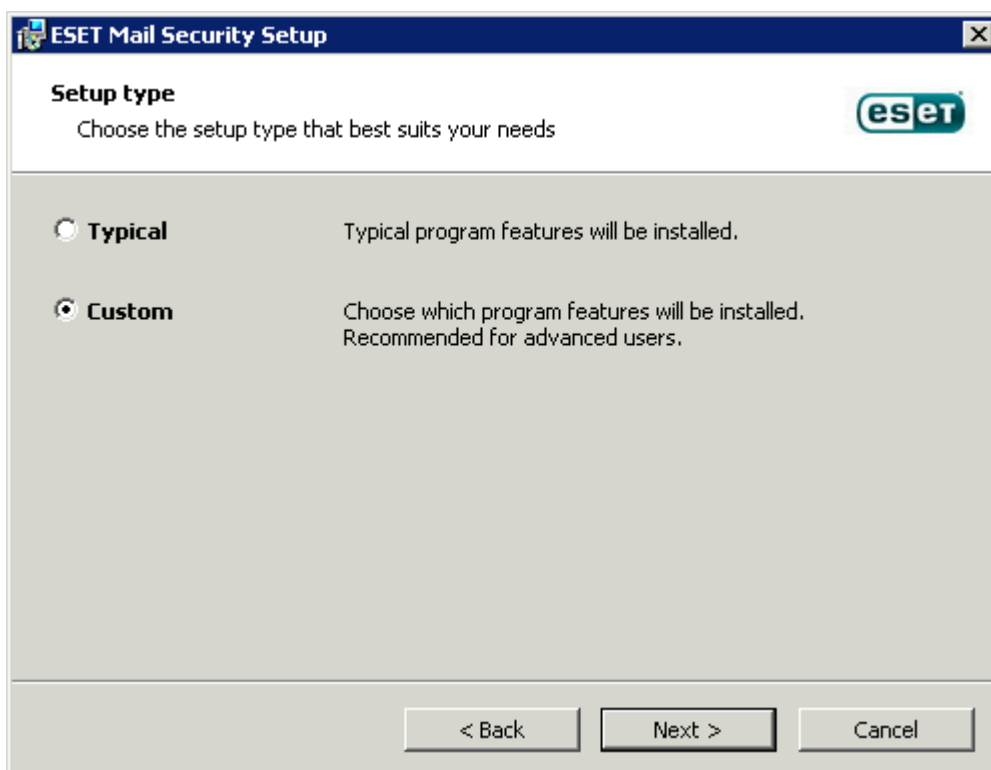 ESET Mail Security Setup
Setup type
Choose the setup type that best suits your needs
eseT
Typical Typical program features will be installed.
Custom Choose which program features will be installed.
Recommended for advanced users.
< Back Next > Cancel